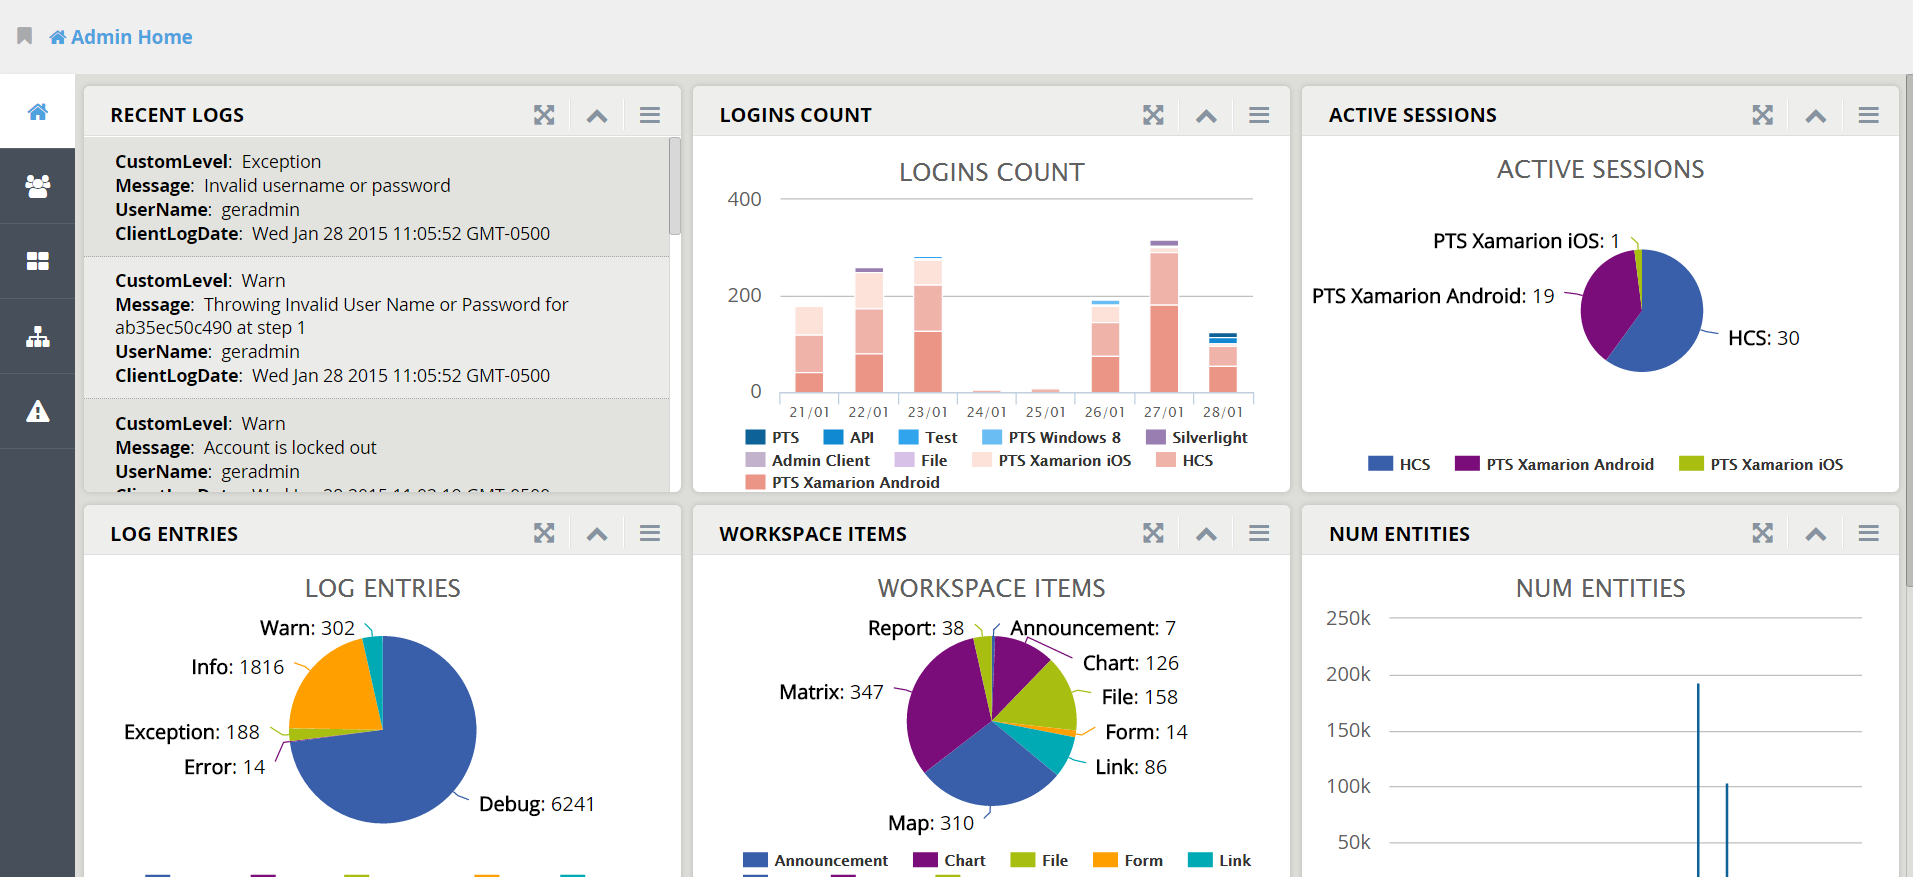 Admin Home
RECENT LOGS
CustomLevel: Exception
Message: Invalid username or password
UserName: geradmin
ClientLogDate: Wed Jan 28 2015 11:05:52 GMT-0500
CustomLevel: Warn
Message: Throwing Invalid User Name or Password for
ab35ec50c490 at step 1
UserName: geradmin
ClientLogDate: Wed Jan 28 2015 11:05:52 GMT-0500
CustomLevel: Warn
Message: Account is locked out
UserName: geradmin
LOGINS COUNT
LOGINS COUNT
400
200
0
21/01 22/01 23/01 24/01 25/01 26/01 27/01 28/01
PTS API Test PTS Windows 8 Silverlight
Admin Client File PTS Xamarion iOS HCS
PTS Xamarion Android
ACTIVE SESSIONS
ACTIVE SESSIONS
PTS Xamarion iOS: 1
PTS Xamarion Android: 19
HCS: 30
HCS PTS Xamarion Android PTS Xamarion iOS
LOG ENTRIES
LOG ENTRIES
Warn: 302
Info: 1816
Exception: 188
Error: 14
Debug: 6241
WORKSPACE ITEMS
WORKSPACE ITEMS
Report: 38 Announcement: 7
Chart: 126
Matrix: 347 File: 158
Form: 14
Link: 86
Map: 310
Announcement Chart File Form Link
NUM ENTITIES
NUM ENTITIES
250k
200k
150k
100k
50k